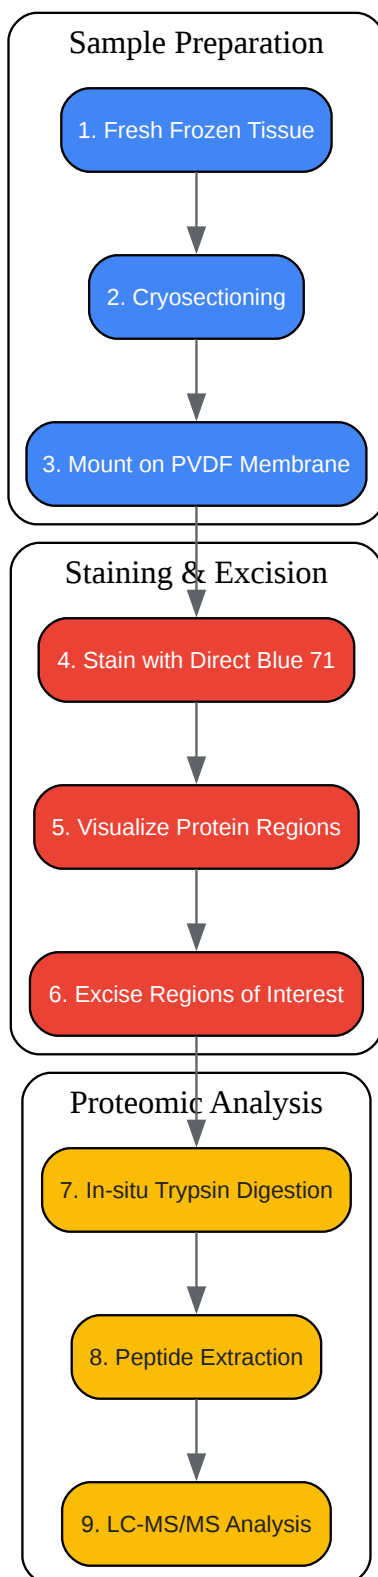 Sample Preparation
1. Fresh Frozen Tissue
2. Cryosectioning
3. Mount on PVDF Membrane
Staining & Excision
4. Stain with Direct Blue 71
5. Visualize Protein Regions
6. Excise Regions of Interest
Proteomic Analysis
7. In-situ Trypsin Digestion
8. Peptide Extraction
9. LC-MS/MS Analysis